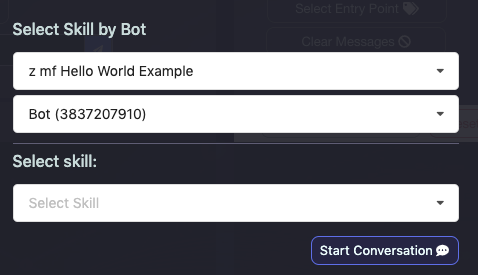 Select Entry Point
Select Skill by Bot
Clear Messages
z mf Hello World Example
Bot (3837207910)
Select skill:
Select Skill
Start Conversation